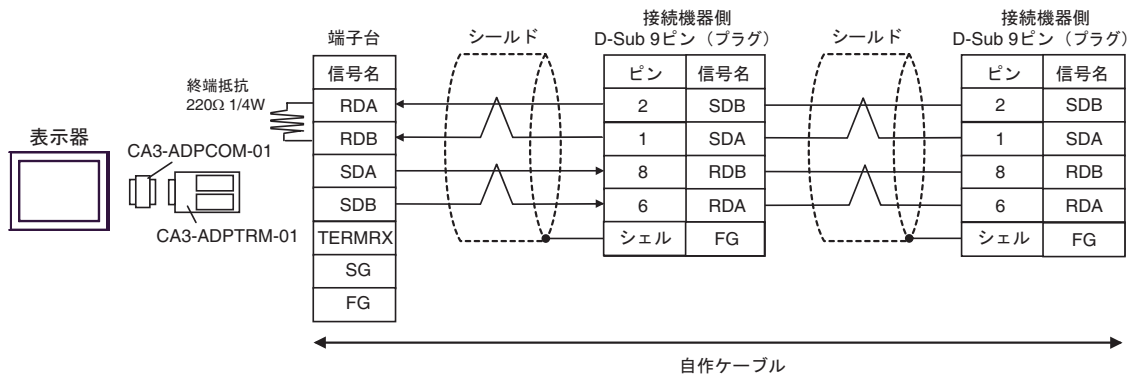 表示器
CA3-ADPCOM-01
CA3-ADPTRM-01
終端抵抗
220Ω 1/4W
端子台
信号名
RDA
RDB
SDA
SDB
TERMRX
SG
FG
シールド
接続機器側
D-Sub 9ピン（プラグ）
ピン 信号名
2 SDB
1 SDA
8 RDB
6 RDA
シェル FG
シールド
接続機器側
D-Sub 9ピン（プラグ）
ピン 信号名
2 SDB
1 SDA
8 RDB
6 RDA
シェル FG
自作ケーブル